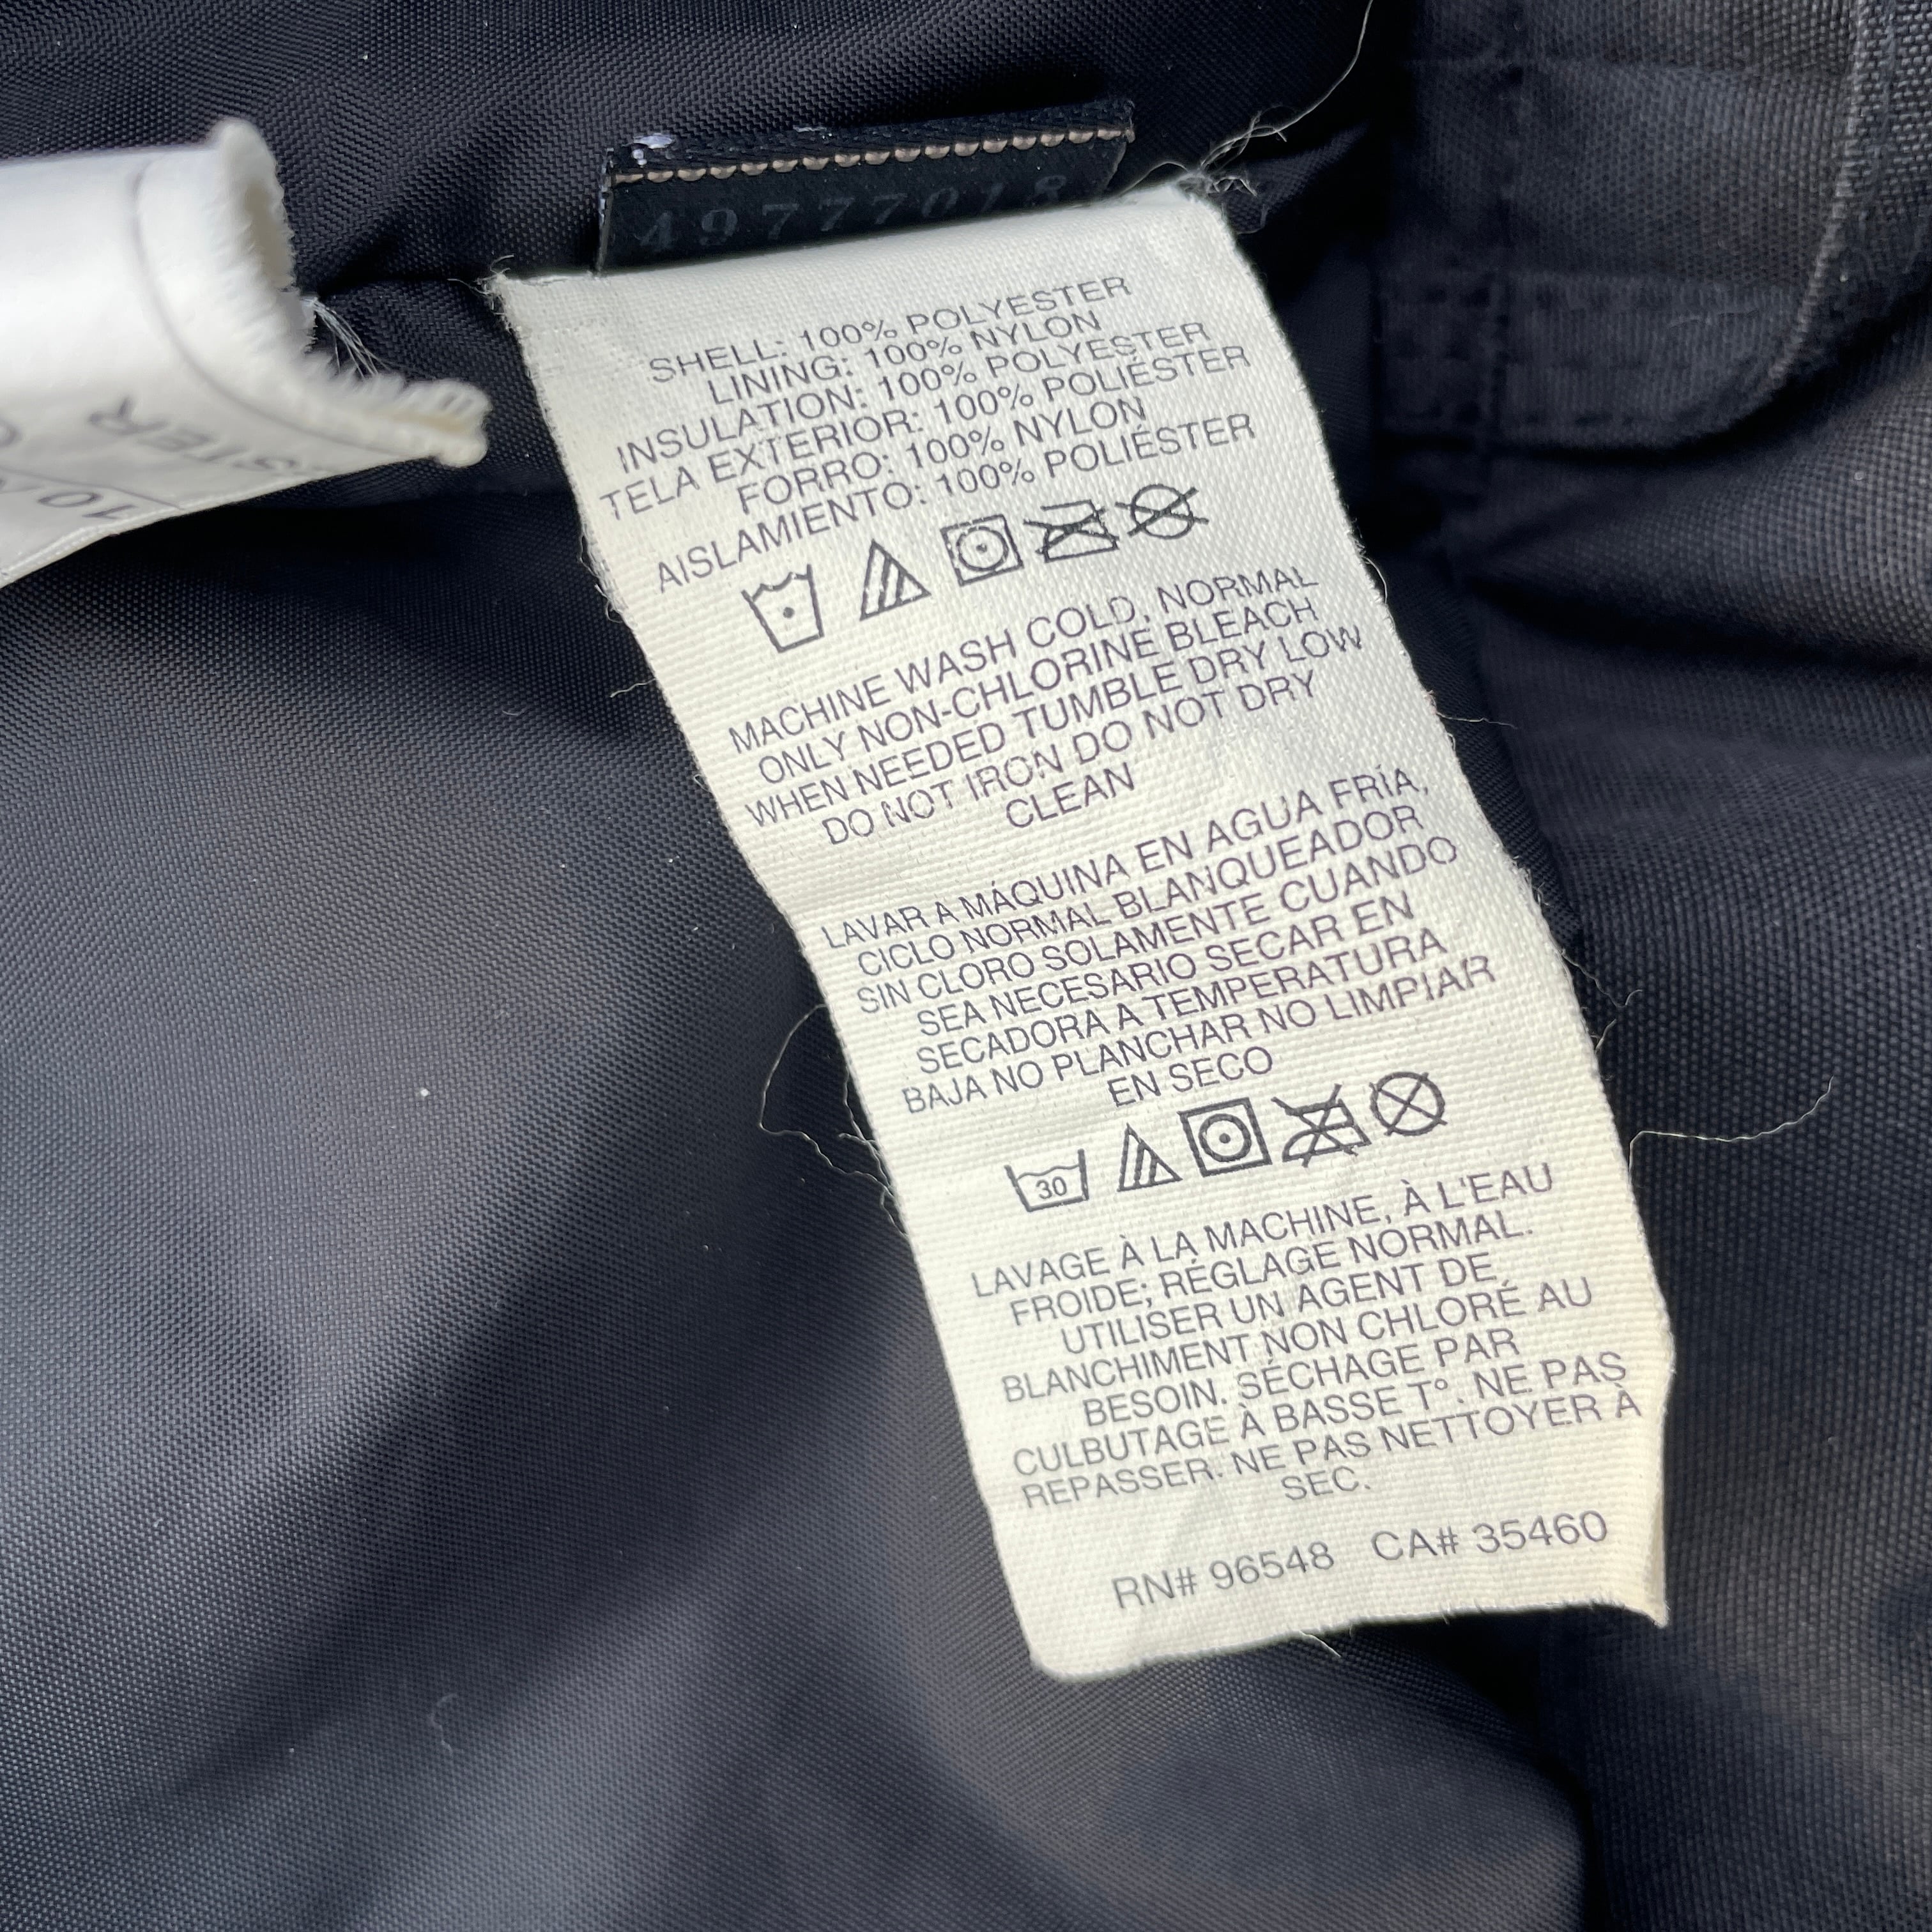 49777018
SHELL: 100% POLYESTER
LINING: 100% NYLON
INSULATION: 100% POLYESTER
TELA EXTERIOR: 100% POLIÉSTER
FORRO: 100% NYLON
AISLAMIENTO: 100% POLIÉSTER
MACHINE WASH COLD, NORMAL
ONLY NON-CHLORINE BLEACH
WHEN NEEDED TUMBLE DRY LOW
DO NOT IRON DO NOT DRY
CLEAN
LAVAR A MÁQUINA EN AGUA FRÍA,
CICLO NORMAL BLANQUEADOR
SIN CLORO SOLAMENTE CUANDO
SEA NECESARIO SECAR EN
SECADORA A TEMPERATURA
BAJA NO PLANCHAR NO LIMPIAR
EN SECO
30
LAVAGE À LA MACHINE, À L'EAU
FROIDE; RÉGLAGE NORMAL.
UTILISER UN AGENT DE
BLANCHIMENT NON CHLORÉ AU
BESOIN. SÉCHAGE PAR
CULBUTAGE À BASSE T°. NE PAS
REPASSER. NE PAS NETTOYER À
SEC.
RN# 96548 CA# 35460